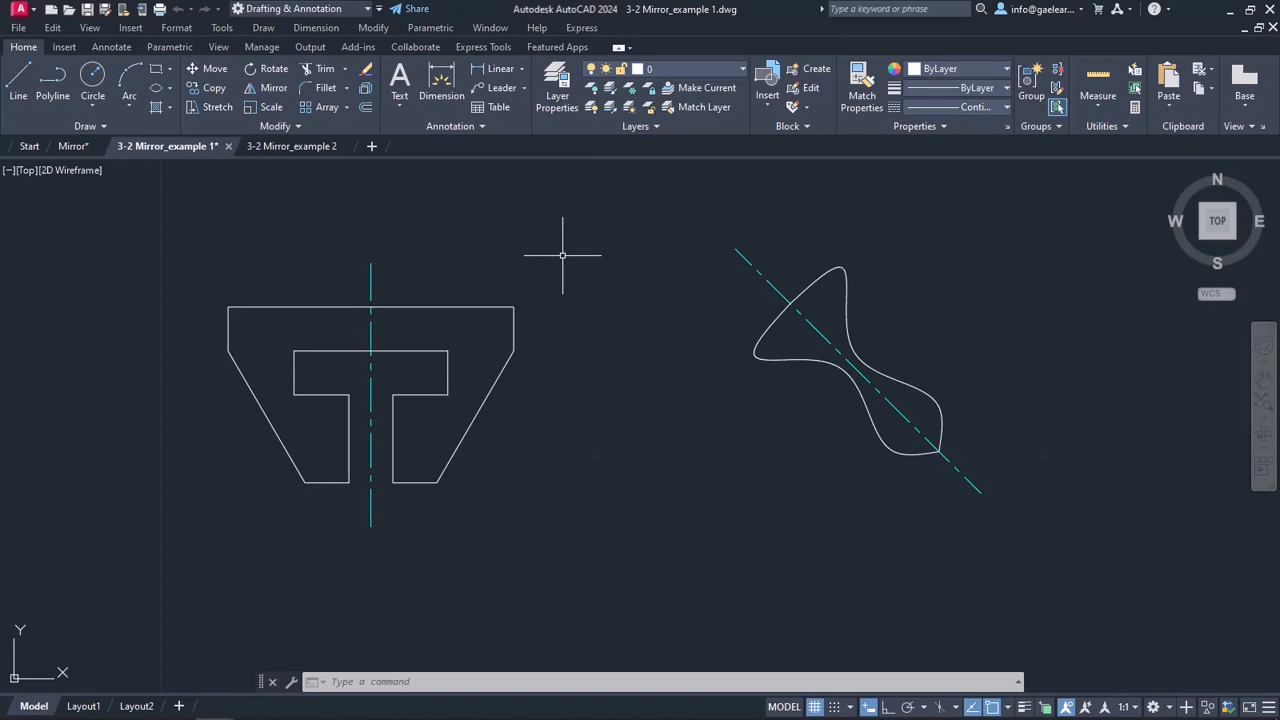 Drafting & Annotation Share Autodesk AutoCAD 2024 3-2 Mirror_example 1.dwg Type a keyword or phrase info@gaelear...
File Edit View Insert Format Tools Draw Dimension Modify Parametric Window Help Express
Home Insert Annotate Parametric View Manage Output Add-ins Collaborate Express Tools Featured Apps
Move Rotate Trim Linear 0 Create ByLayer
Line Polyline Circle Arc Copy Mirror Fillet Text Dimension Leader Layer Properties Make Current Insert Edit Match Properties ByLayer Group Measure Paste Base
Stretch Scale Array Table Match Layer Conti...
Draw Modify Annotation Layers Block Properties Groups Utilities Clipboard View
Start Mirror* 3-2 Mirror_example 1* 3-2 Mirror_example 2
[−][Top][2D Wireframe]
N
W TOP E
S
WCS
Y
X
Type a command
Model Layout1 Layout2 MODEL 1:1